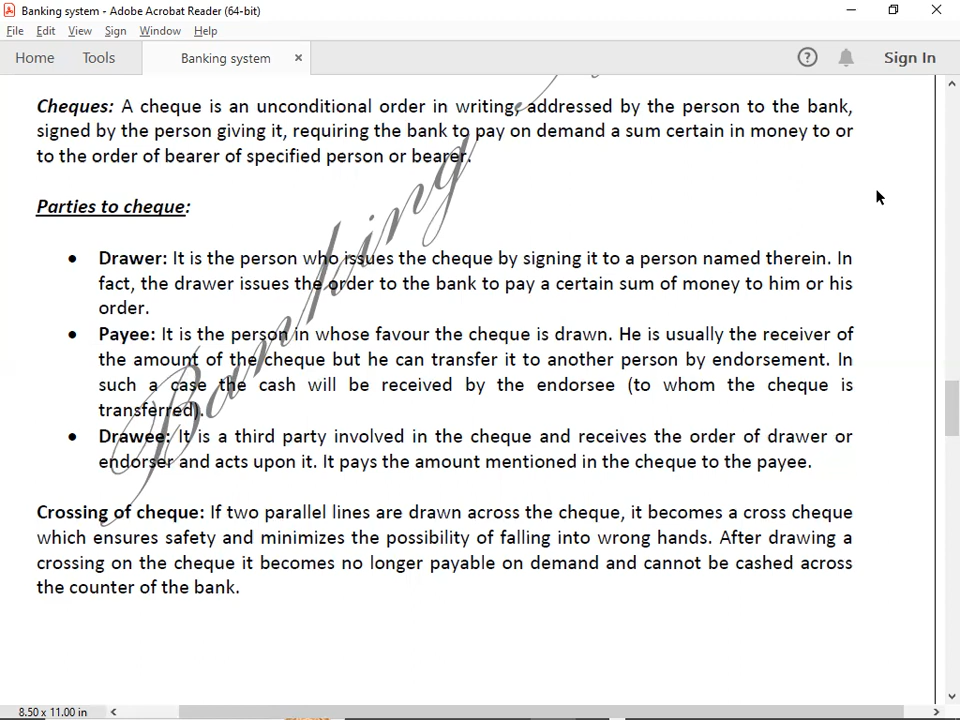 Banking system - Adobe Acrobat Reader (64-bit)
File Edit View Sign Window Help
Home Tools Banking system × ? Sign In
Cheques: A cheque is an unconditional order in writing, addressed by the person to the bank,
signed by the person giving it, requiring the bank to pay on demand a sum certain in money to or
to the order of bearer of specified person or bearer.
Parties to cheque:
• Drawer: It is the person who issues the cheque by signing it to a person named therein. In
fact, the drawer issues the order to the bank to pay a certain sum of money to him or his
order.
• Payee: It is the person in whose favour the cheque is drawn. He is usually the receiver of
the amount of the cheque but he can transfer it to another person by endorsement. In
such a case the cash will be received by the endorsee (to whom the cheque is
transferred).
• Drawee: It is a third party involved in the cheque and receives the order of drawer or
endorser and acts upon it. It pays the amount mentioned in the cheque to the payee.
Crossing of cheque: If two parallel lines are drawn across the cheque, it becomes a cross cheque
which ensures safety and minimizes the possibility of falling into wrong hands. After drawing a
crossing on the cheque it becomes no longer payable on demand and cannot be cashed across
the counter of the bank.
Banking
8.50 x 11.00 in